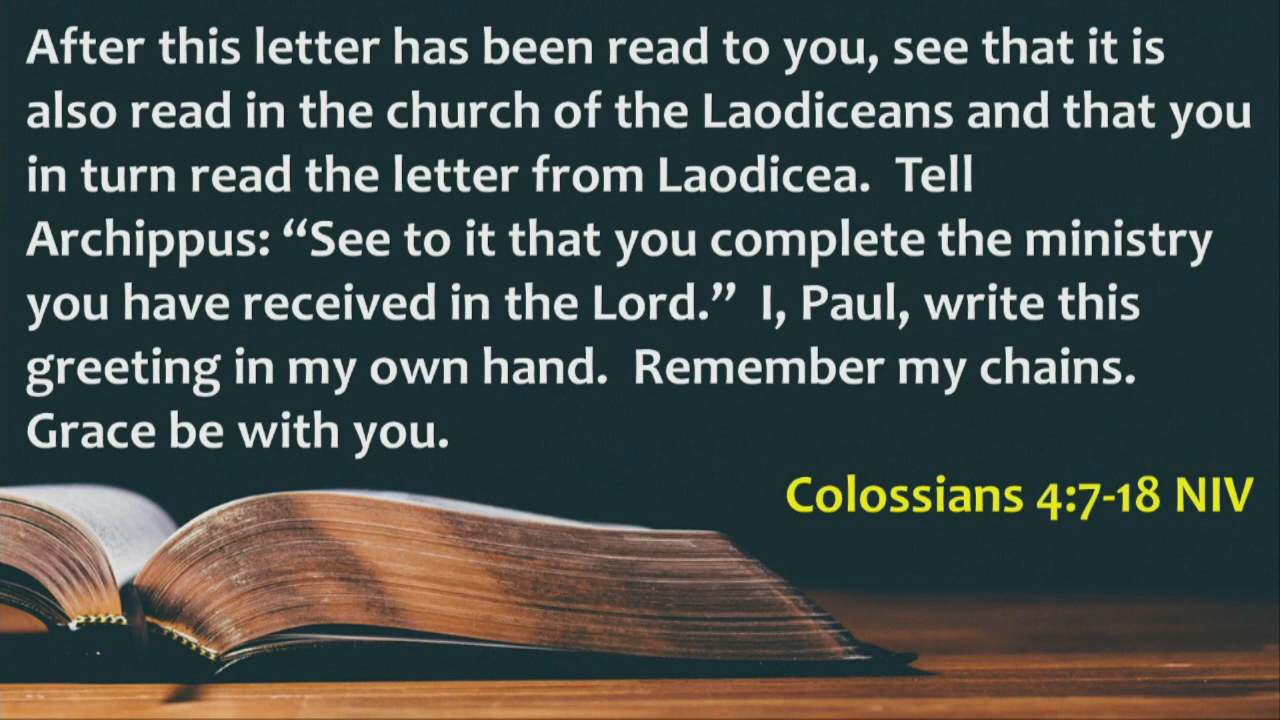 After this letter has been read to you, see that it is
also read in the church of the Laodiceans and that you
in turn read the letter from Laodicea.  Tell
Archippus: “See to it that you complete the ministry
you have received in the Lord.”  I, Paul, write this
greeting in my own hand.  Remember my chains.
Grace be with you.
Colossians 4:7-18 NIV